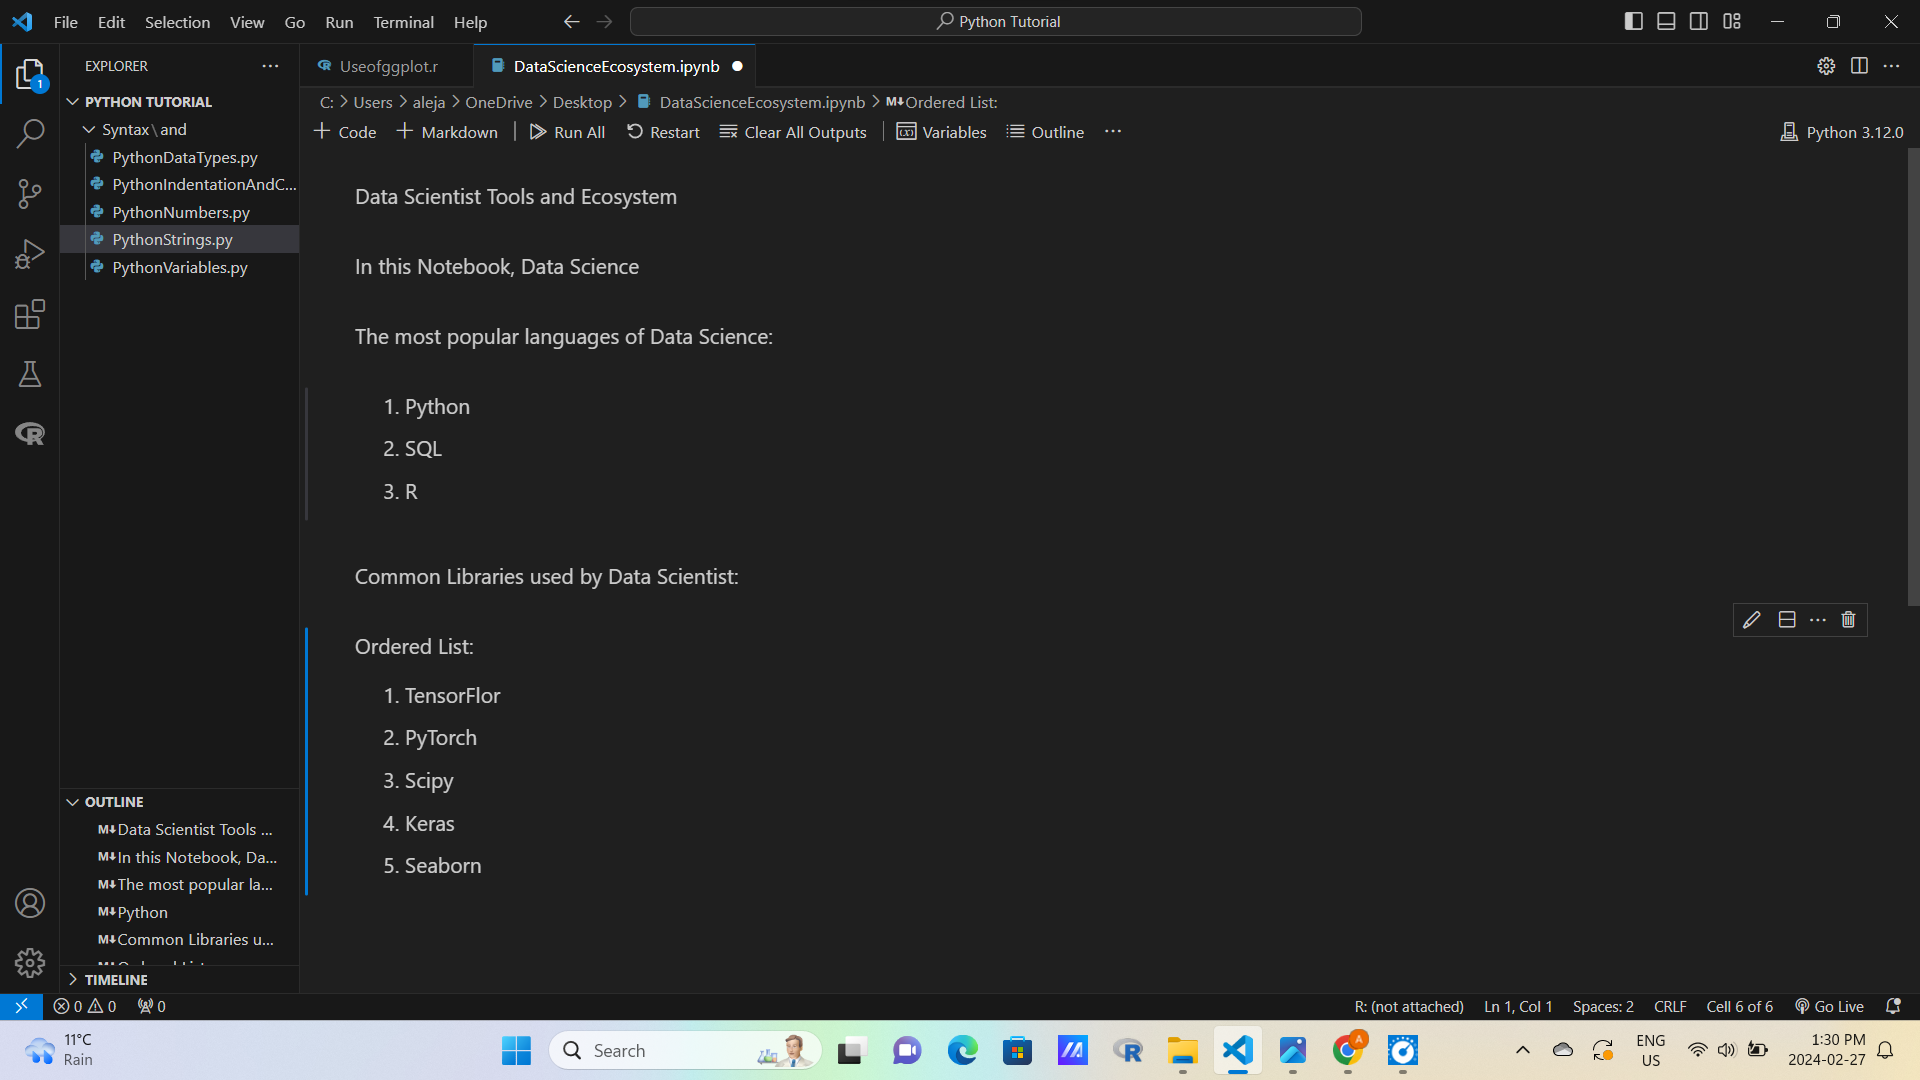 File Edit Selection View Go Run Terminal Help
Python Tutorial
EXPLORER
Useofggplot.r
DataScienceEcosystem.ipynb
PYTHON TUTORIAL
C: > Users > aleja > OneDrive > Desktop > DataScienceEcosystem.ipynb > M↓Ordered List:
Syntax\and
+ Code + Markdown | Run All Restart Clear All Outputs | Variables Outline ...
Python 3.12.0
PythonDataTypes.py
PythonIndentationAndC...
PythonNumbers.py
PythonStrings.py
PythonVariables.py
Data Scientist Tools and Ecosystem
In this Notebook, Data Science
The most popular languages of Data Science:
1. Python
2. SQL
3. R
Common Libraries used by Data Scientist:
Ordered List:
1. TensorFlor
2. PyTorch
3. Scipy
4. Keras
5. Seaborn
OUTLINE
M↓Data Scientist Tools ...
M↓In this Notebook, Da...
M↓The most popular la...
M↓Python
M↓Common Libraries u...
TIMELINE
0 0 0
R: (not attached) Ln 1, Col 1 Spaces: 2 CRLF Cell 6 of 6 Go Live
11°C
Rain
Search
A
ENG
US
1:30 PM
2024-02-27
1